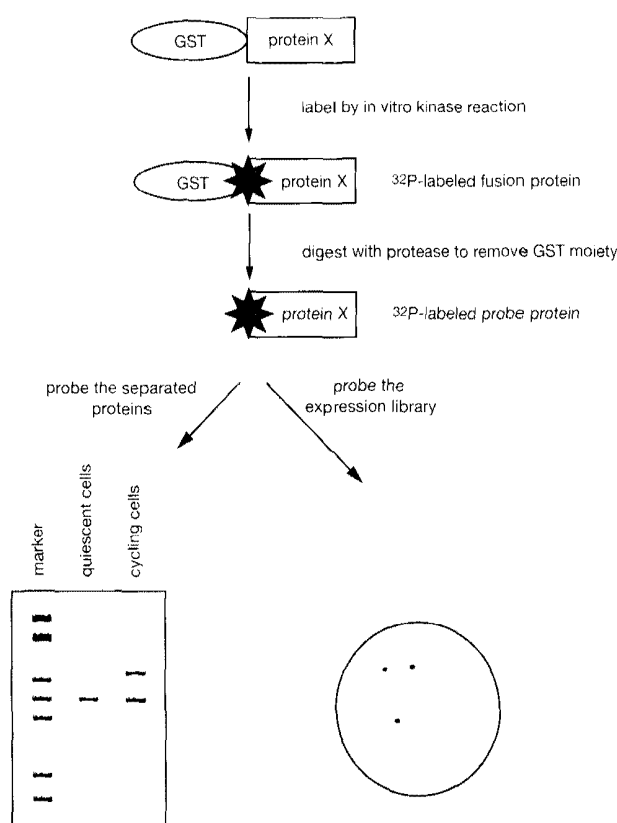 GST
protein X
label by in vitro kinase reaction
GST
protein X
32P-labeled fusion protein
digest with protease to remove GST moiety
protein X
32P-labeled probe protein
probe the separated
proteins
probe the
expression library
marker
quiescent cells
cycling cells